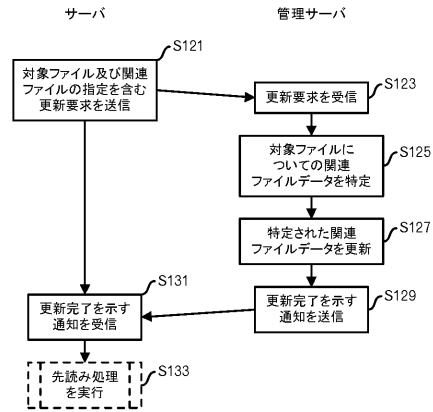 サーバ
管理サーバ
S121
対象ファイル及び関連
ファイルの指定を含む
更新要求を送信
S123
更新要求を受信
S125
対象ファイルに
ついての関連
ファイルデータを特定
S127
特定された関連
ファイルデータを更新
S131
更新完了を示す
通知を受信
S129
更新完了を示す
通知を送信
S133
先読み処理
を実行